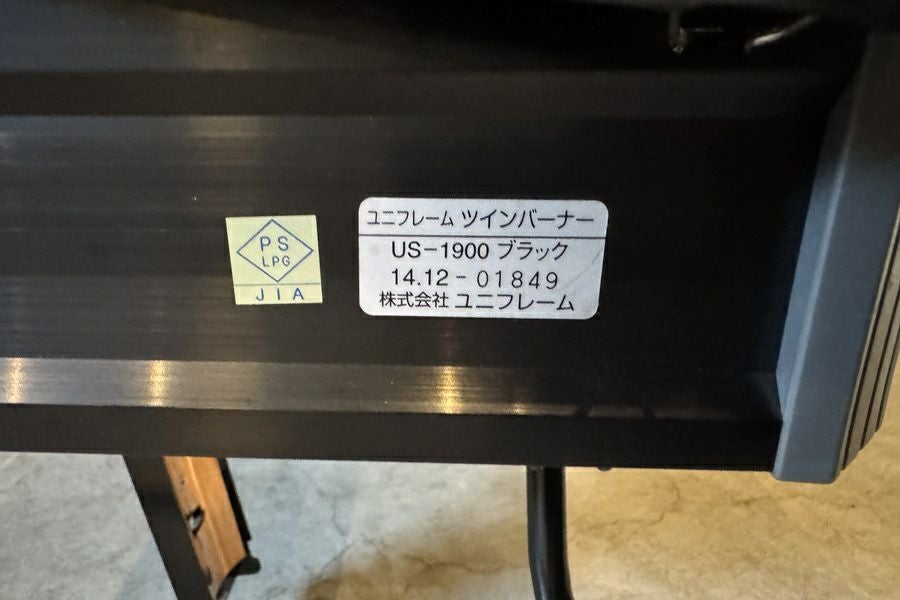 PS
LPG
JIA
ユニフレーム ツインバーナー
US-1900 ブラック
14.12 - 01849
株式会社 ユニフレーム